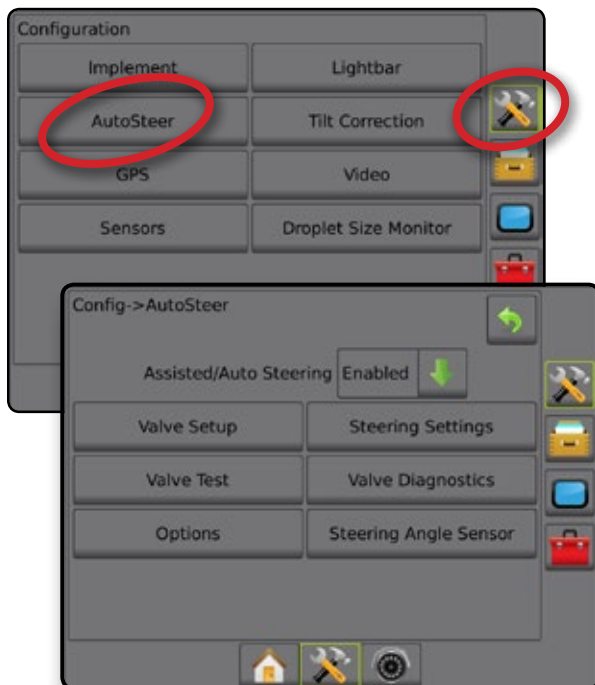 Configuration
Implement Lightbar
AutoSteer Tilt Correction
GPS Video
Sensors Droplet Size Monitor
Config->AutoSteer
Assisted/Auto Steering Enabled
Valve Setup Steering Settings
Valve Test Valve Diagnostics
Options Steering Angle Sensor